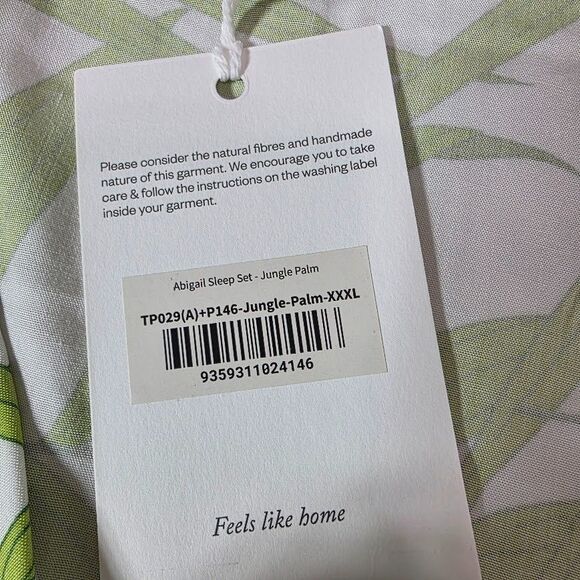 Please consider the natural fibres and handmade
nature of this garment. We encourage you to take
care & follow the instructions on the washing label
inside your garment.
Abigail Sleep Set - Jungle Palm
TP029(A)+P146-Jungle-Palm-XXXL
9359311024146
Feels like home